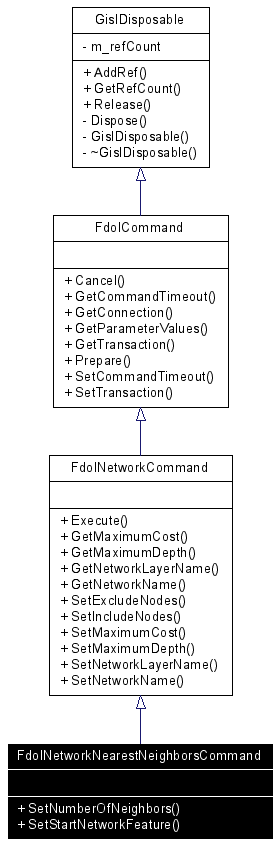 GisIDisposable
- m_refCount
+ AddRef()
+ GetRefCount()
+ Release()
- Dispose()
- GisIDisposable()
- ~GisIDisposable()
FdoICommand
+ Cancel()
+ GetCommandTimeout()
+ GetConnection()
+ GetParameterValues()
+ GetTransaction()
+ Prepare()
+ SetCommandTimeout()
+ SetTransaction()
FdoINetworkCommand
+ Execute()
+ GetMaximumCost()
+ GetMaximumDepth()
+ GetNetworkLayerName()
+ GetNetworkName()
+ SetExcludeNodes()
+ SetIncludeNodes()
+ SetMaximumCost()
+ SetMaximumDepth()
+ SetNetworkLayerName()
+ SetNetworkName()
FdoINetworkNearestNeighborsCommand
+ SetNumberOfNeighbors()
+ SetStartNetworkFeature()